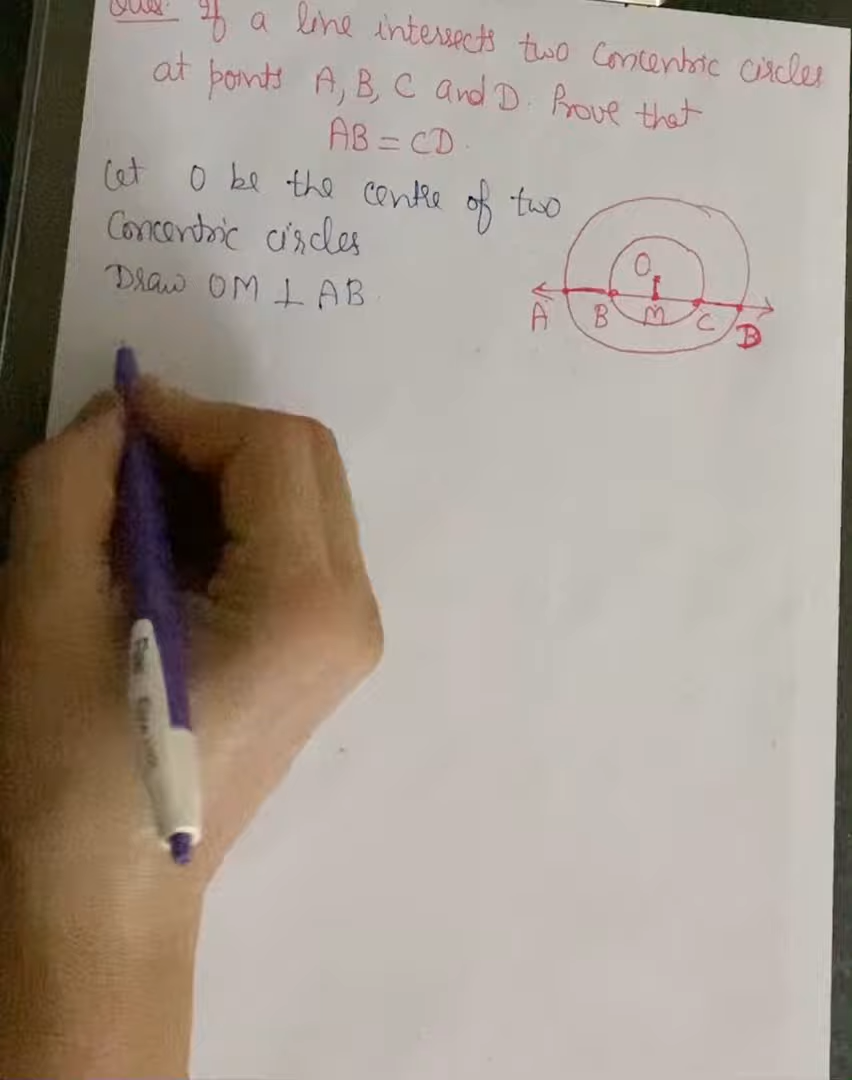 Ques. If a line intersects two concentric circles
at points A, B, C and D. Prove that
AB = CD.
Let O be the centre of two
Concentric circles
Draw OM ⊥ AB.
O
A B M C D